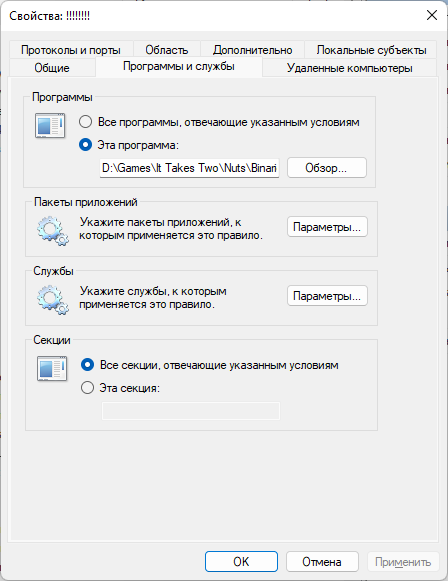 Свойства: !!!!!!!!
Протоколы и порты Область Дополнительно Локальные субъекты
Общие Программы и службы Удаленные компьютеры
Программы
Все программы, отвечающие указанным условиям
Эта программа:
D:\Games\It Takes Two\Nuts\Binari Обзор...
Пакеты приложений
Укажите пакеты приложений, к
которым применяется это правило.
Параметры...
Службы
Укажите службы, к которым
применяется это правило.
Параметры...
Секции
Все секции, отвечающие указанным условиям
Эта секция:
OK Отмена Применить